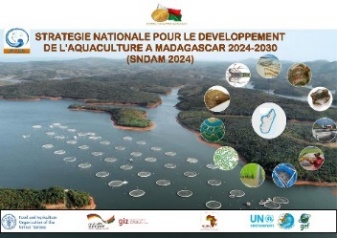 STRATEGIE NATIONALE POUR LE DEVELOPPEMENT
DE L'AQUACULTURE A MADAGASCAR 2024-2030
(SNDAM 2024)
Food and Agriculture
Organization of the
United Nations
giz
UN